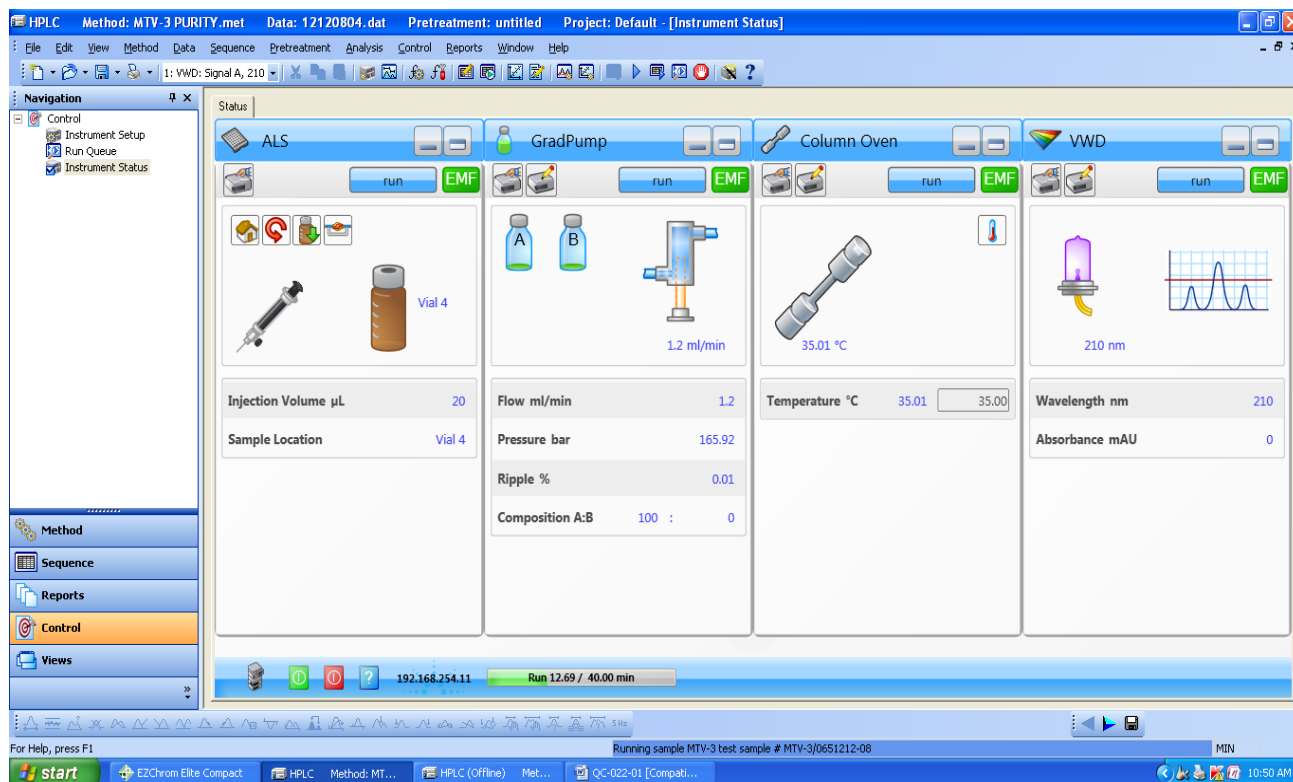 HPLC Method: MTV-3 PURITY.met Data: 12120804.dat Pretreatment: untitled Project: Default - [Instrument Status]
File Edit View Method Data Sequence Pretreatment Analysis Control Reports Window Help
1: VWD: Signal A, 210
Navigation
Control
Instrument Setup
Run Queue
Instrument Status
Method
Sequence
Reports
Control
Views
Status
ALS
run EMF
Vial 4
Injection Volume µL 20
Sample Location Vial 4
GradPump
run EMF
A B
1.2 ml/min
Flow ml/min 1.2
Pressure bar 165.92
Ripple % 0.01
Composition A:B 100 : 0
Column Oven
run EMF
35.01 °C
Temperature °C 35.01 35.00
VWD
run EMF
210 nm
Wavelength nm 210
Absorbance mAU 0
192.168.254.11 Run 12.69 / 40.00 min
5 Hz
For Help, press F1 Running sample MTV-3 test sample # MTV-3/0651212-08 MIN
start EZChrom Elite Compact HPLC Method: MT... HPLC (Offline) Met... QC-022-01 [Compati... 10:50 AM